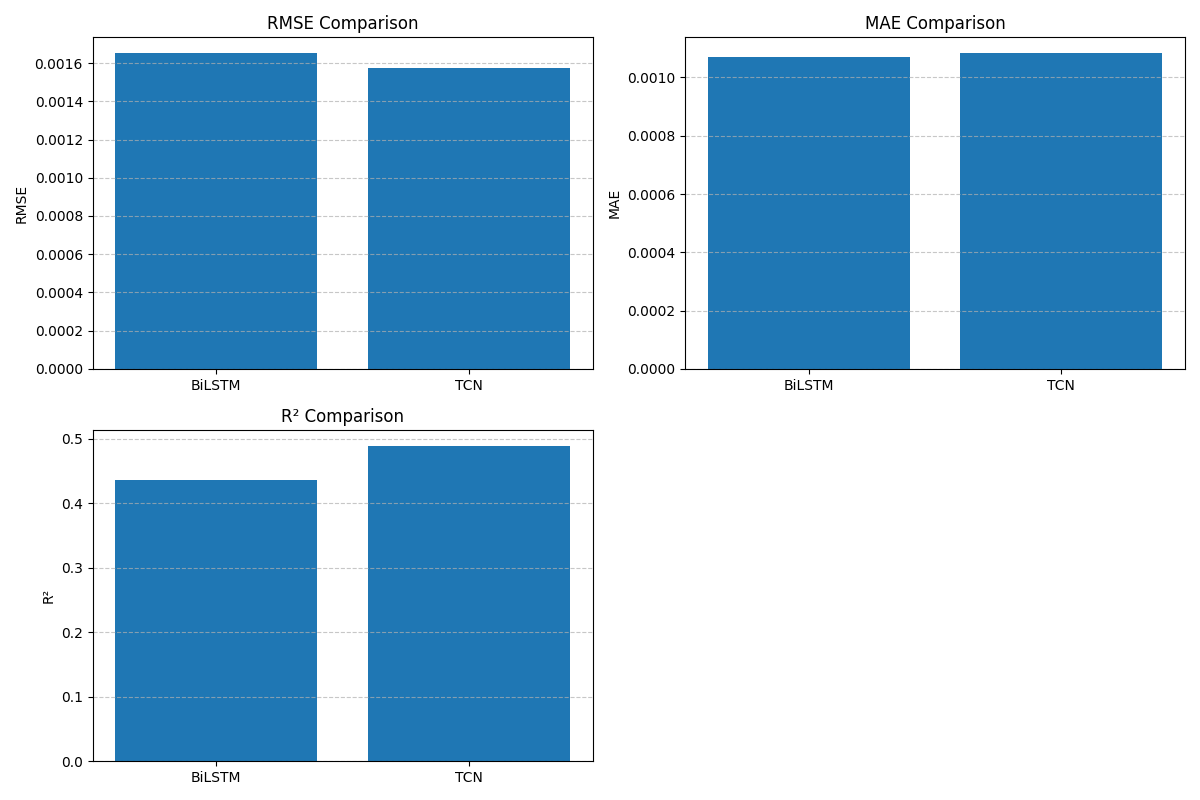 RMSE Comparison
RMSE
0.0016
0.0014
0.0012
0.0010
0.0008
0.0006
0.0004
0.0002
0.0000
BiLSTM TCN
MAE Comparison
MAE
0.0010
0.0008
0.0006
0.0004
0.0002
0.0000
BiLSTM TCN
R² Comparison
R²
0.5
0.4
0.3
0.2
0.1
0.0
BiLSTM TCN